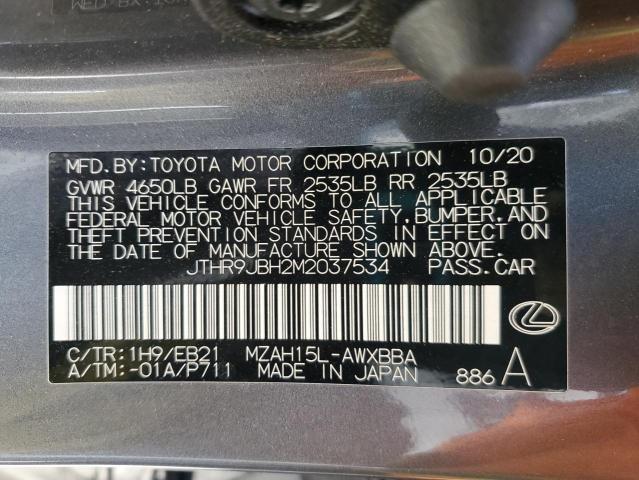 MFD.BY:TOYOTA MOTOR CORPORATION 10/20
GVWR 4650LB GAWR FR 2535LB RR 2535LB
THIS VEHICLE CONFORMS TO ALL APPLICABLE
FEDERAL MOTOR VEHICLE SAFETY, BUMPER, AND
THEFT PREVENTION STANDARDS IN EFFECT ON
THE DATE OF MANUFACTURE SHOWN ABOVE.
JTHR9JBH2M2037534 PASS.CAR
C/TR:1H9/EB21 MZAH15L-AWXBBA
A/TM:-01A/P711 MADE IN JAPAN 886 A